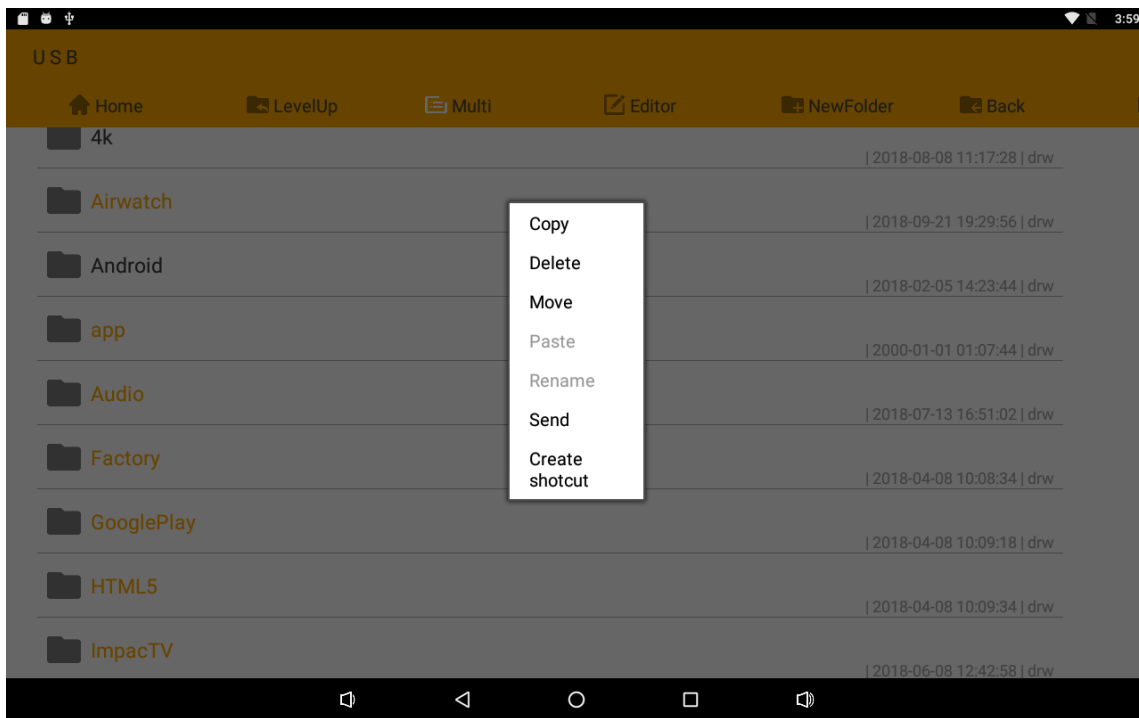 3:59
USB
Home LevelUp Multi Editor NewFolder Back
4k
| 2018-08-08 11:17:28 | drw
Airwatch
| 2018-09-21 19:29:56 | drw
Android
| 2018-02-05 14:23:44 | drw
app
| 2000-01-01 01:07:44 | drw
Audio
| 2018-07-13 16:51:02 | drw
Factory
| 2018-04-08 10:08:34 | drw
GooglePlay
| 2018-04-08 10:09:18 | drw
HTML5
| 2018-04-08 10:09:34 | drw
ImpacTV
| 2018-06-08 12:42:58 | drw
Copy
Delete
Move
Paste
Rename
Send
Create
shotcut